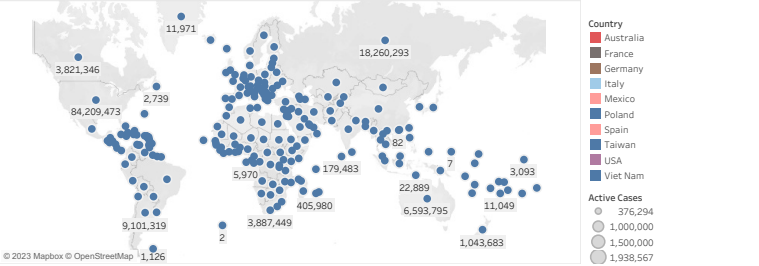 11,971
18,260,293
3,821,346
2,739
84,209,473
82
7
5,970
179,483
3,093
22,889
405,980
6,593,795
11,049
9,101,319
3,887,449
2
1,043,683
1,126
© 2023 Mapbox © OpenStreetMap
Country
Australia
France
Germany
Italy
Mexico
Poland
Spain
Taiwan
USA
Viet Nam
Active Cases
376,294
1,000,000
1,500,000
1,938,567